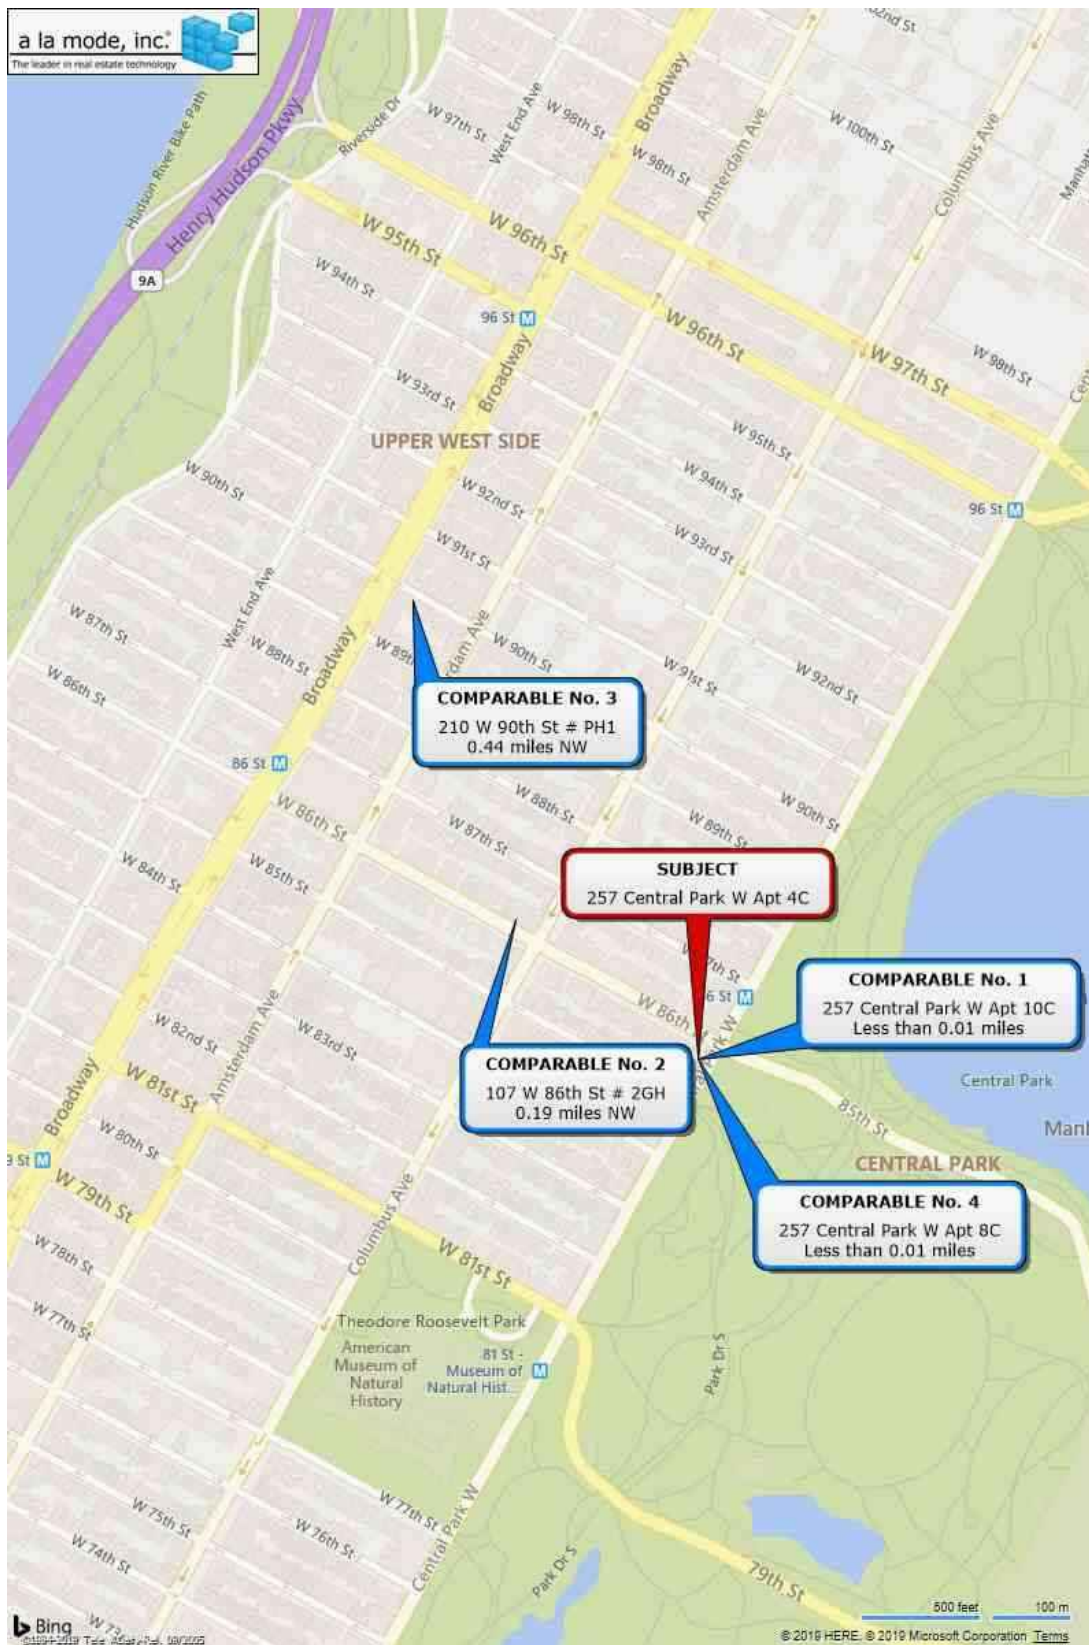 a la mode, inc.
The leader in real estate technology
Hudson River Bike Path
Henry Hudson Pkwy
9A
Riverside Dr
W 97th St
West End Ave
W 98th St
Broadway
W 98th St
Amsterdam Ave
W 100th St
Columbus Ave
W 95th St
W 96th St
W 94th St
96 St M
W 96th St
W 97th St
W 98th St
W 93rd St
Broadway
UPPER WEST SIDE
W 95th St
W 90th St
W 92nd St
W 94th St
96 St M
W 91st St
W 93rd St
West End Ave
W 87th St
W 88th St
Broadway
W 90th St
W 91st St
W 92nd St
W 86th St
COMPARABLE No. 3
210 W 90th St # PH1
0.44 miles NW
86 St M
W 86th St
W 87th St
W 88th St
W 89th St
W 90th St
W 84th St
W 85th St
SUBJECT
257 Central Park W Apt 4C
W 86th St
COMPARABLE No. 1
257 Central Park W Apt 10C
Less than 0.01 miles
W 82nd St
Amsterdam Ave
W 83rd St
COMPARABLE No. 2
107 W 86th St # 2GH
0.19 miles NW
Central Park
85th St
Broadway
W 81st St
W 80th St
CENTRAL PARK
W 79th St
COMPARABLE No. 4
257 Central Park W Apt 8C
Less than 0.01 miles
W 78th St
Columbus Ave
W 81st St
W 77th St
Theodore Roosevelt Park
American
Museum of
Natural
History
81 St -
Museum of
Natural Hist...
M
Park Dr S
W 77th St
Central Park W
W 75th St
W 76th St
W 74th St
Park Dr S
79th St
Bing
500 feet
100 m
© 2019 HERE, © 2019 Microsoft Corporation Terms